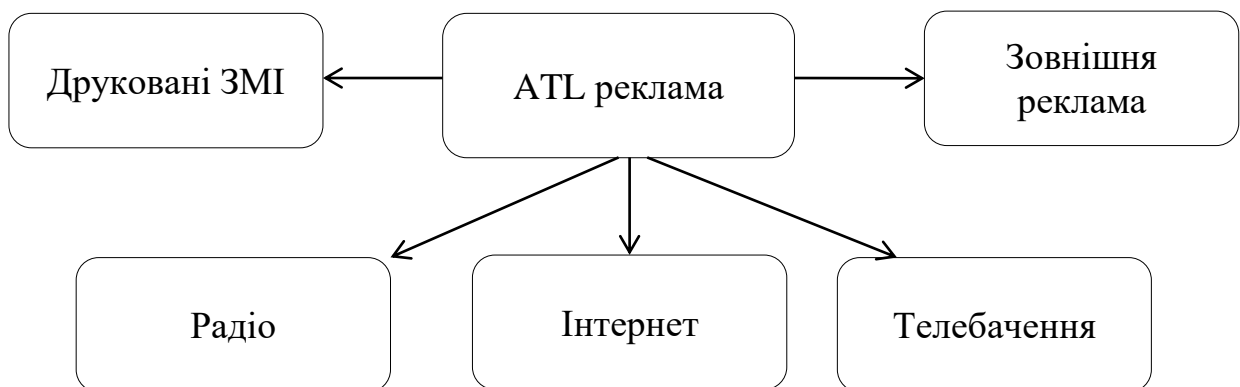 Друковані ЗМІ
ATL реклама
Зовнішня
реклама
Радіо
Інтернет
Телебачення